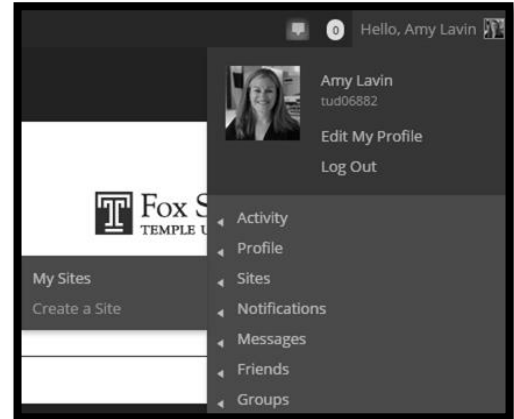 0 Hello, Amy Lavin
Amy Lavin
tud06882
Edit My Profile
Log Out
Fox S
TEMPLE U
My Sites
Create a Site
Activity
Profile
Sites
Notifications
Messages
Friends
Groups